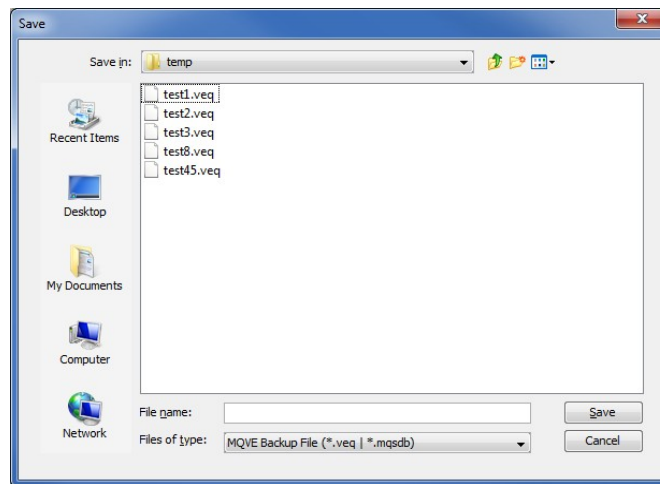 Save
Save in:
temp
Recent Items
Desktop
My Documents
Computer
Network
test1.veq
test2.veq
test3.veq
test8.veq
test45.veq
File name:
Save
Files of type:
MQVE Backup File (*.veq | *.mqsdb)
Cancel